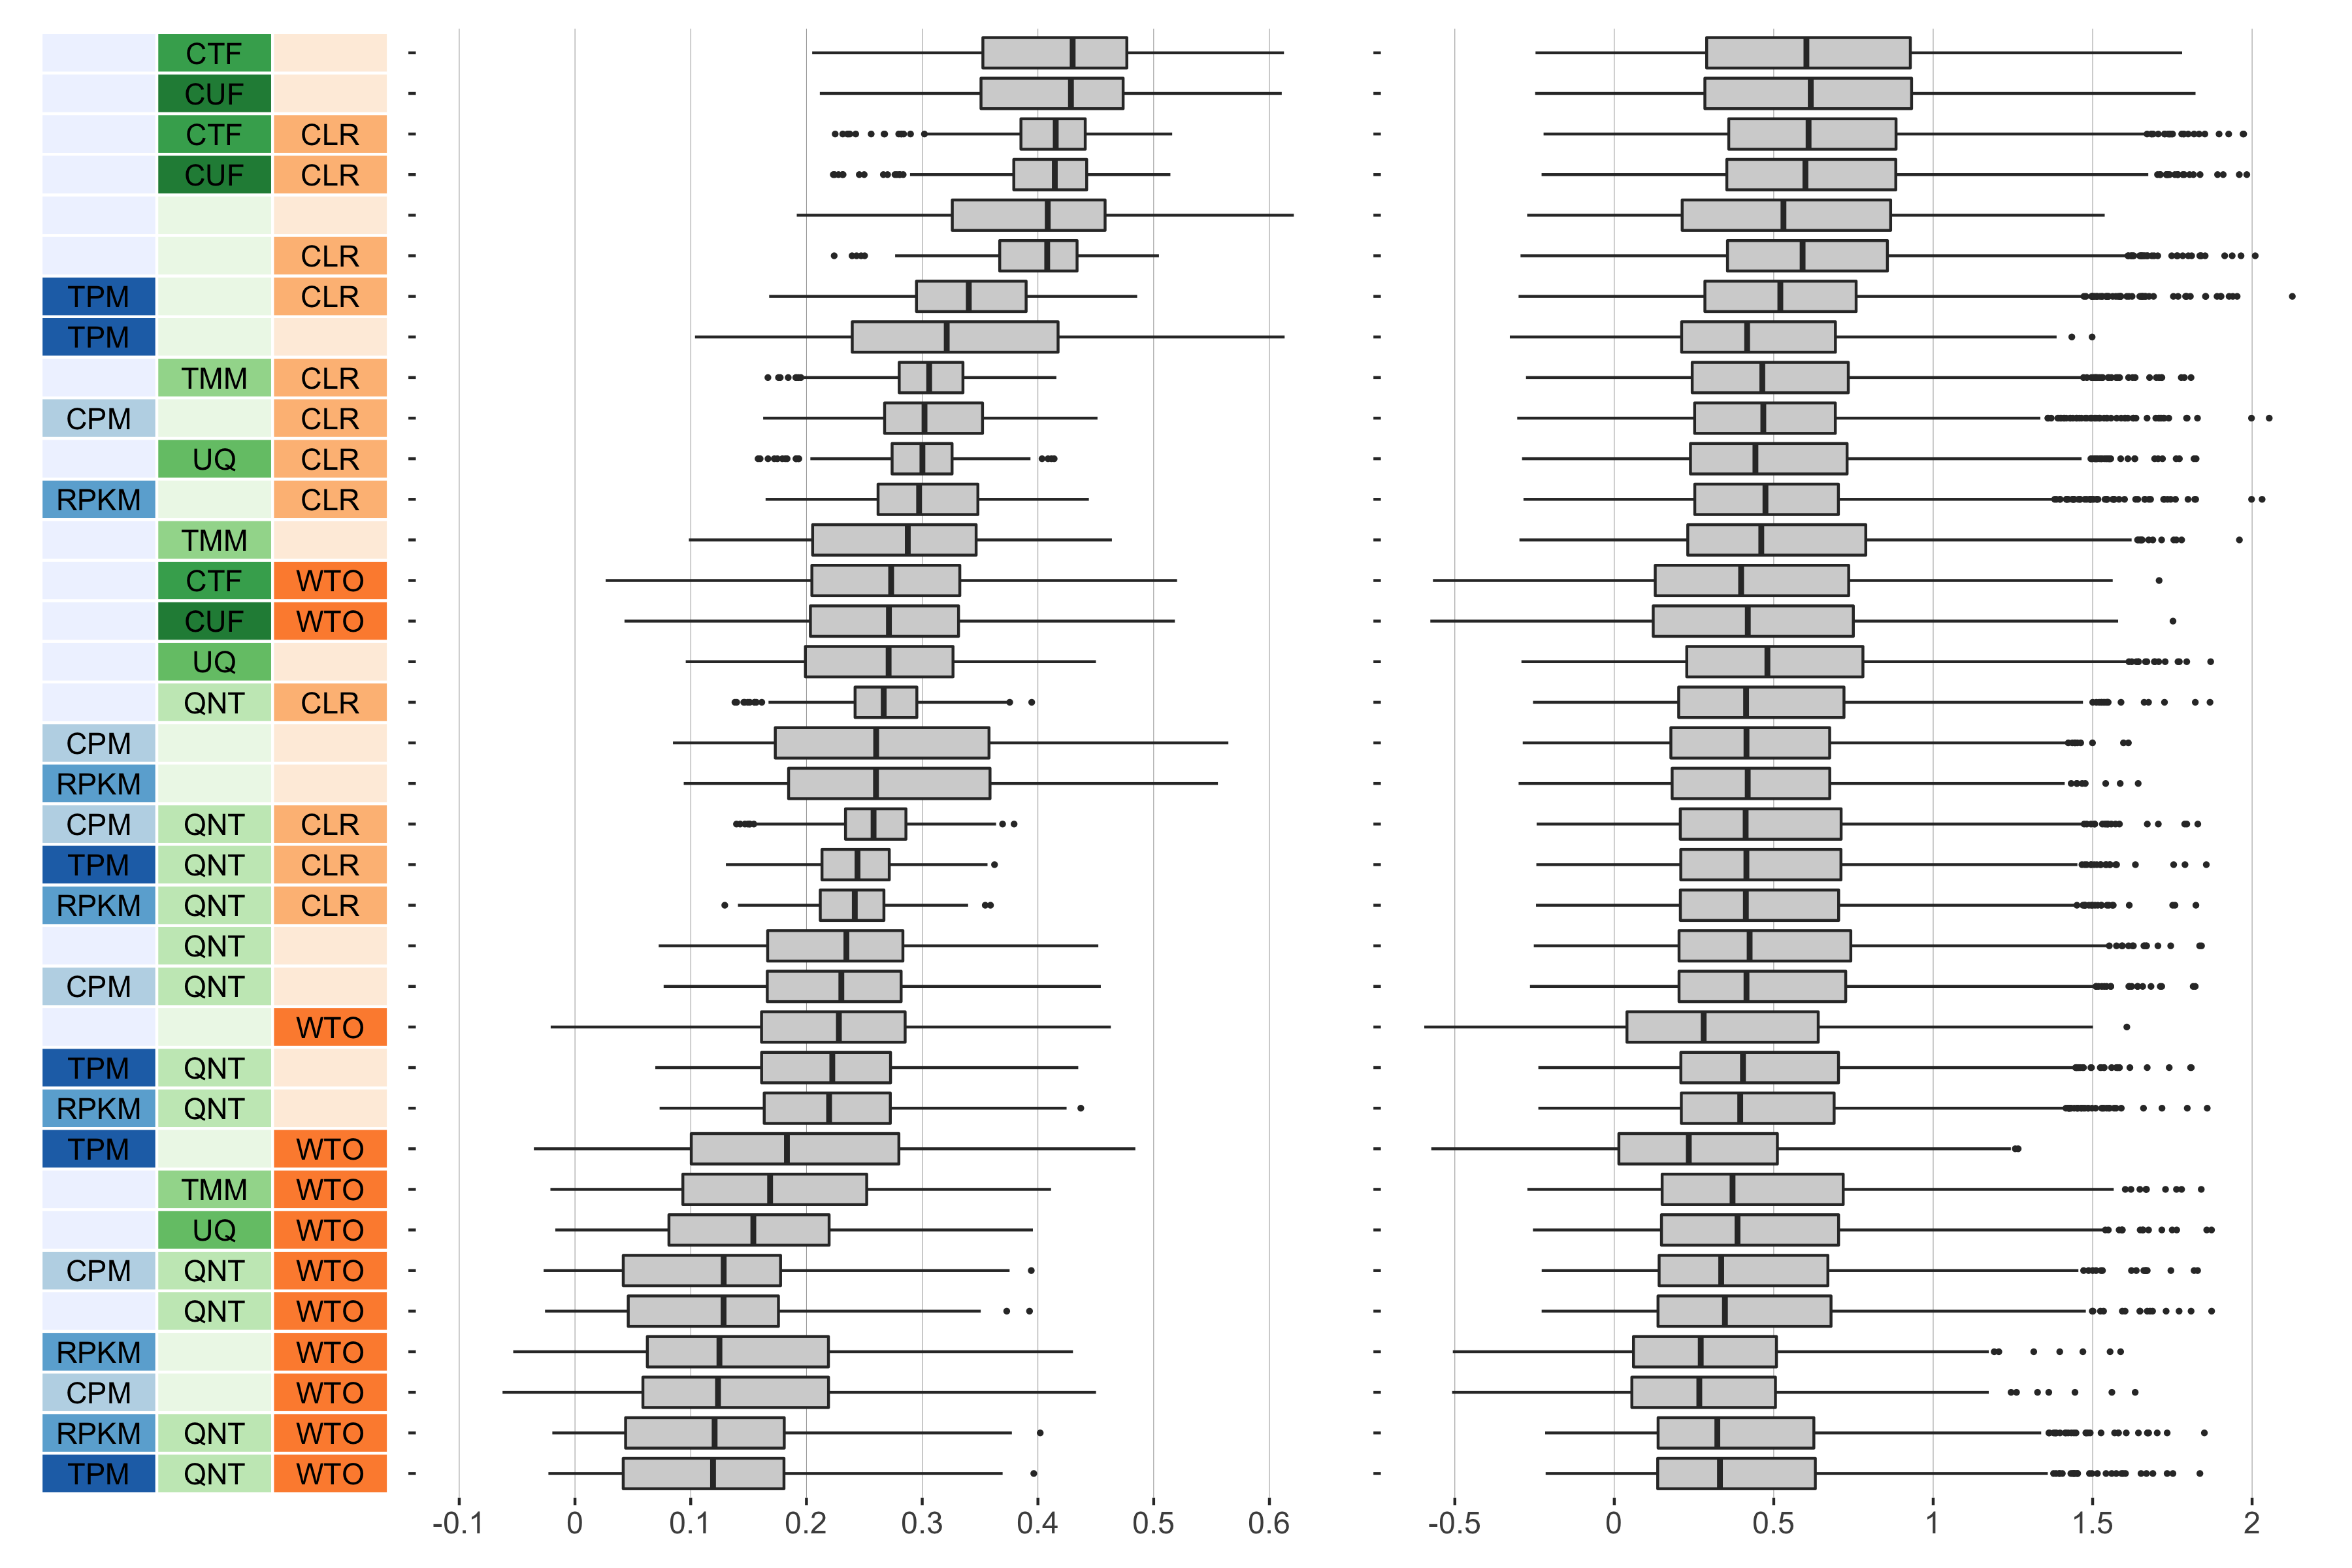 CTF
CUF
CTF CLR
CUF CLR
CLR
TPM CLR
TPM
TMM CLR
CPM CLR
UQ CLR
RPKM CLR
TMM
CTF WTO
CUF WTO
UQ
QNT CLR
CPM
RPKM
CPM QNT CLR
TPM QNT CLR
RPKM QNT CLR
QNT
CPM QNT
WTO
TPM QNT
RPKM QNT
TPM WTO
TMM WTO
UQ WTO
CPM QNT WTO
QNT WTO
RPKM WTO
CPM WTO
RPKM QNT WTO
TPM QNT WTO
-0.1 0 0.1 0.2 0.3 0.4 0.5 0.6 -0.5 0 0.5 1 1.5 2